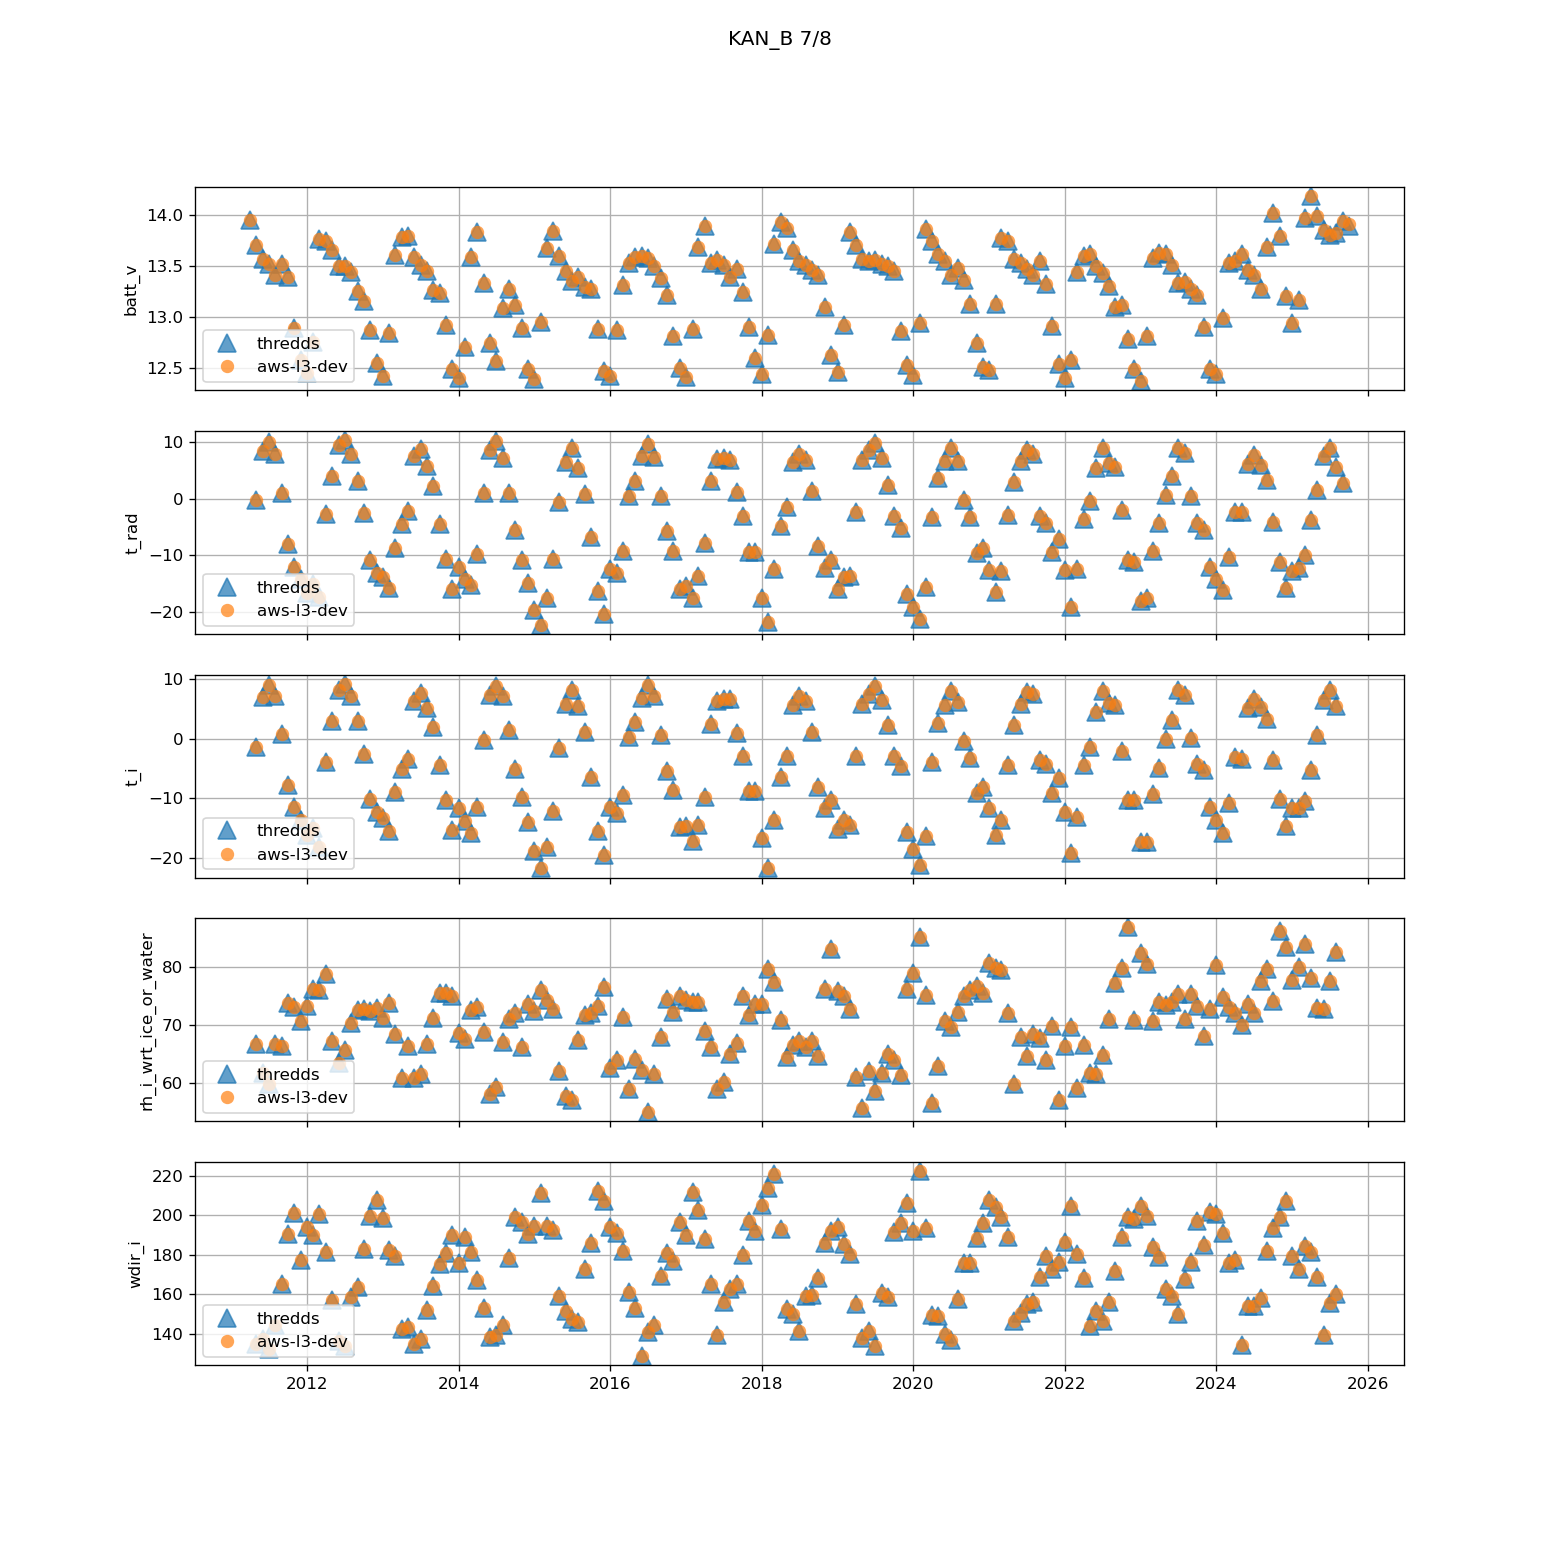 KAN_B 7/8
batt_v
14.0
13.5
13.0
12.5
thredds
aws-l3-dev
t_rad
10
0
−10
−20
thredds
aws-l3-dev
t_i
10
0
−10
−20
thredds
aws-l3-dev
rh_i_wrt_ice_or_water
80
70
60
thredds
aws-l3-dev
wdir_i
220
200
180
160
140
thredds
aws-l3-dev
2012 2014 2016 2018 2020 2022 2024 2026